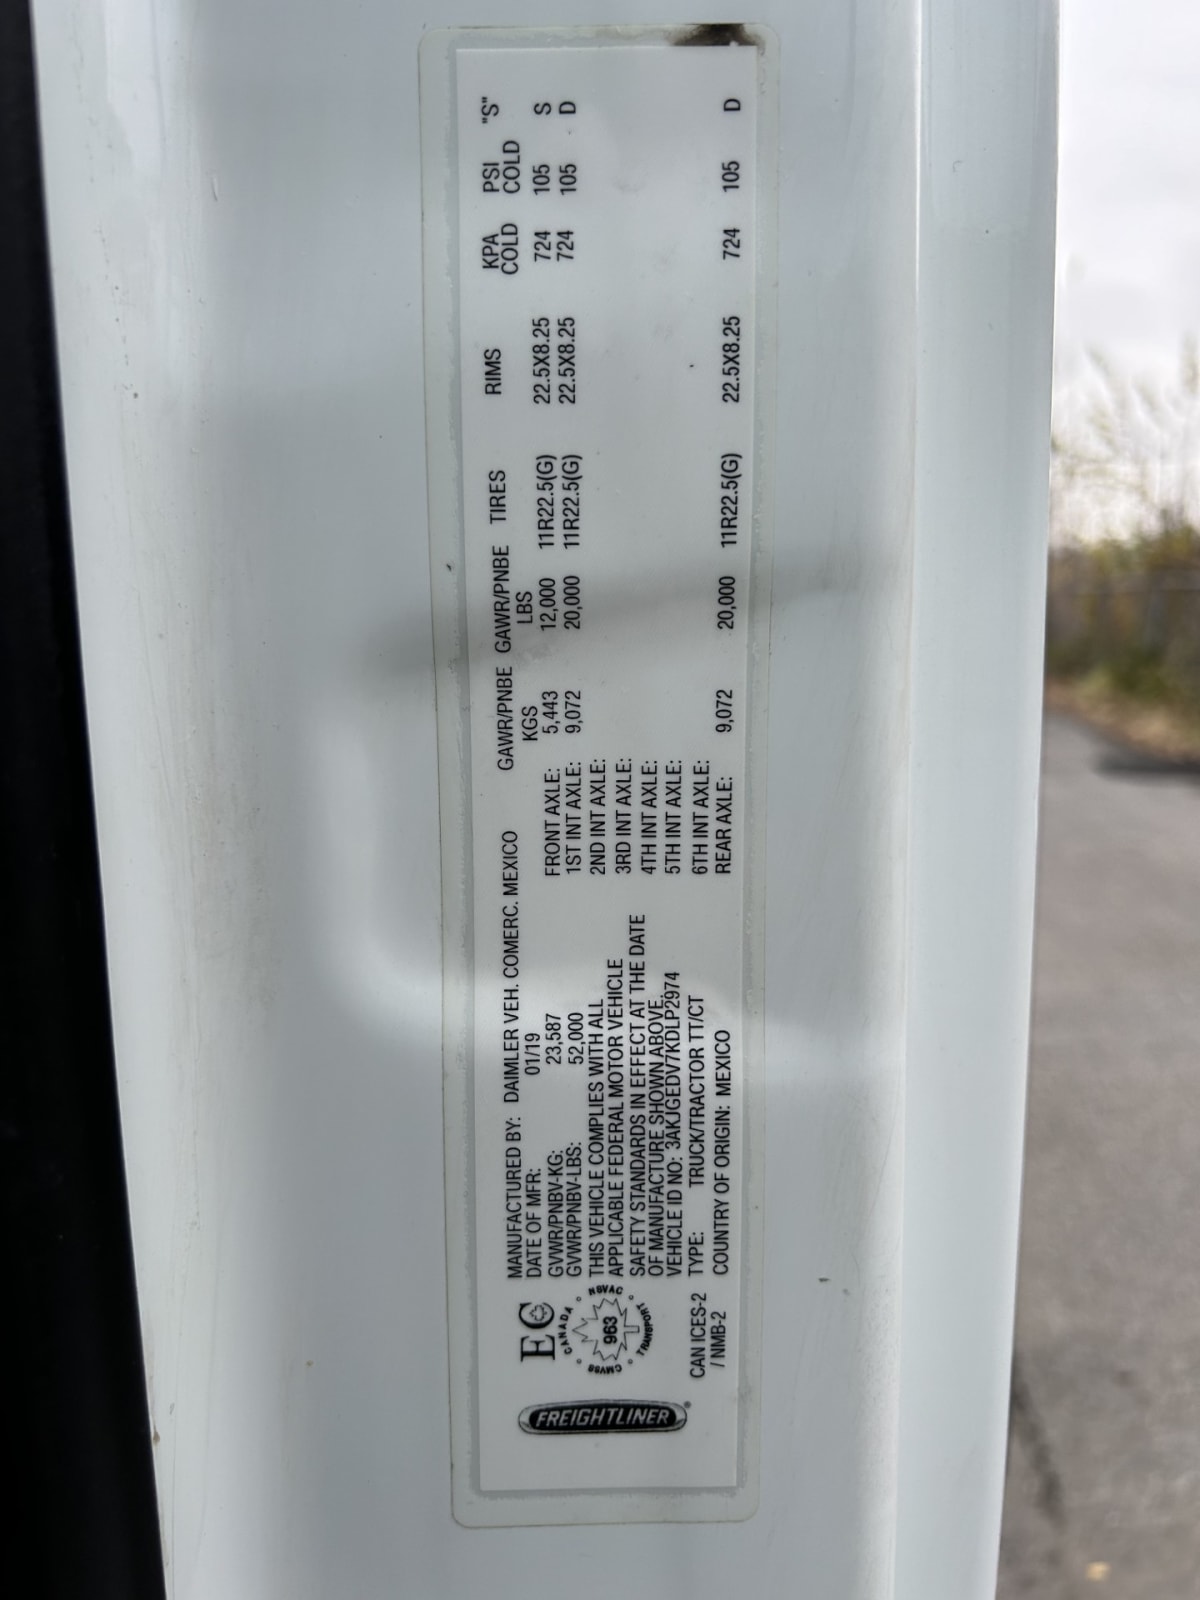 FREIGHTLINER
EC
CANADA NSVAC TRANSPORT CMVSS
963
CAN ICES-2
/ NMB-2
MANUFACTURED BY: DAIMLER VEH. COMERC. MEXICO
DATE OF MFR: 01/19
GVWR/PNBV-KG: 23,587
GVWR/PNBV-LBS: 52,000
THIS VEHICLE COMPLIES WITH ALL
APPLICABLE FEDERAL MOTOR VEHICLE
SAFETY STANDARDS IN EFFECT AT THE DATE
OF MANUFACTURE SHOWN ABOVE.
VEHICLE ID NO: 3AKJGEDV7KDLP2974
TYPE: TRUCK/TRACTOR TT/CT
COUNTRY OF ORIGIN: MEXICO
GAWR/PNBE GAWR/PNBE TIRES RIMS KPA PSI "S"
KGS LBS COLD COLD
FRONT AXLE: 5,443 12,000 11R22.5(G) 22.5X8.25 724 105 S
1ST INT AXLE: 9,072 20,000 11R22.5(G) 22.5X8.25 724 105 D
2ND INT AXLE:
3RD INT AXLE:
4TH INT AXLE:
5TH INT AXLE:
6TH INT AXLE:
REAR AXLE: 9,072 20,000 11R22.5(G) 22.5X8.25 724 105 D